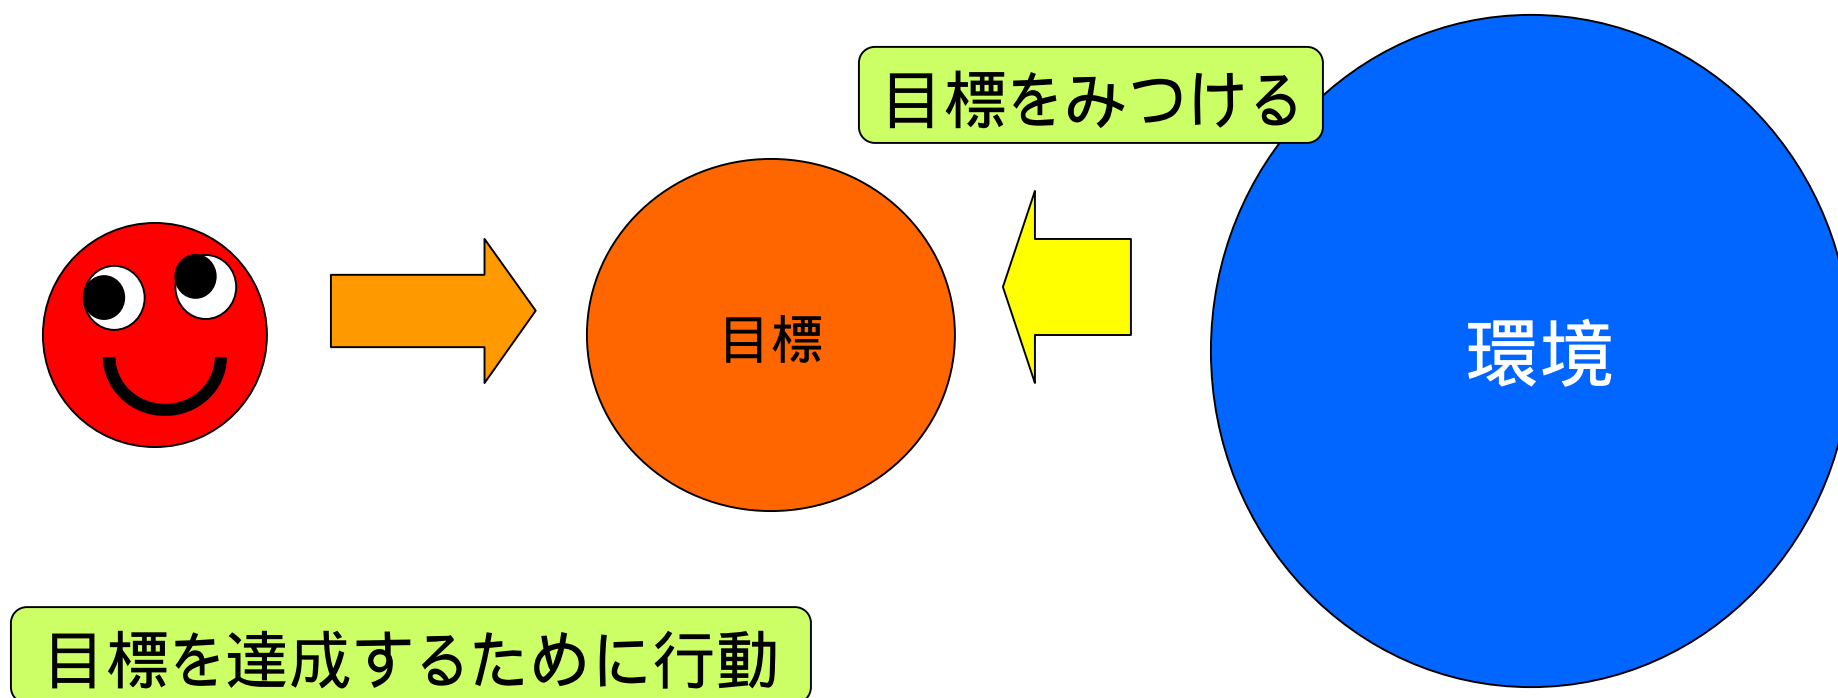 目標をみつける
目標
環境
目標を達成するために行動